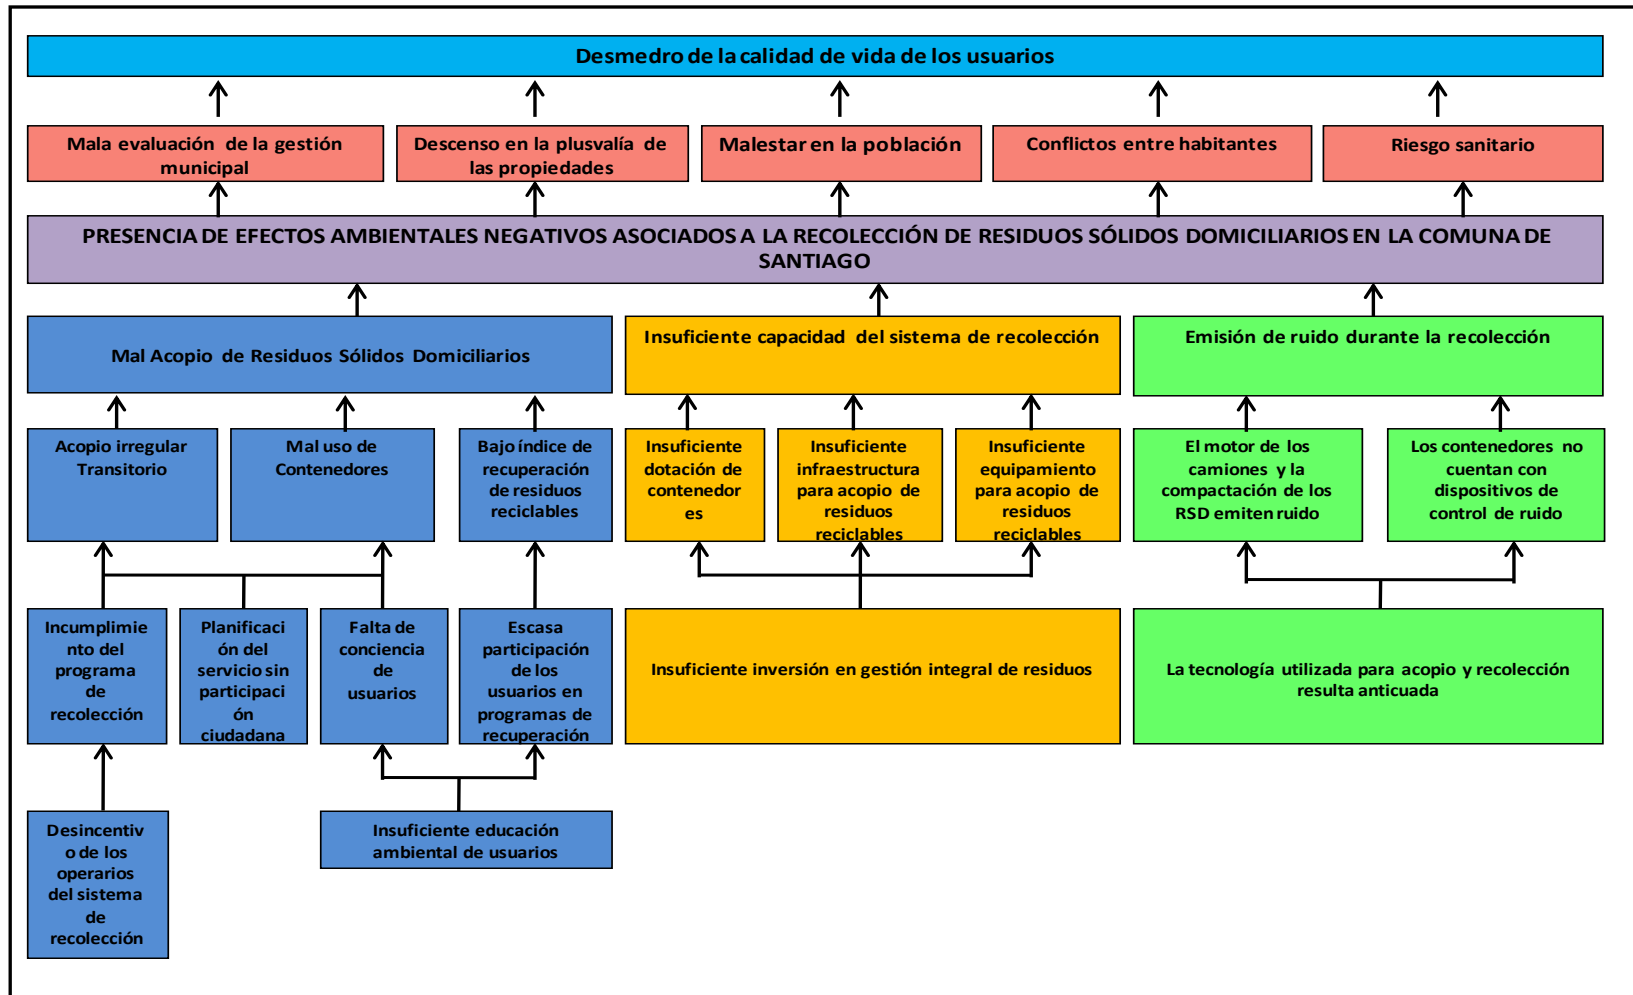 Desmedro de la calidad de vida de los usuarios
Mala evaluación de la gestión
municipal
Descenso en la plusvalía de
las propiedades
Malestar en la población
Conflictos entre habitantes
Riesgo sanitario
PRESENCIA DE EFECTOS AMBIENTALES NEGATIVOS ASOCIADOS A LA RECOLECCIÓN DE RESIDUOS SÓLIDOS DOMICILIARIOS EN LA COMUNA DE
SANTIAGO
Mal Acopio de Residuos Sólidos Domiciliarios
Insuficiente capacidad del sistema de recolección
Emisión de ruido durante la recolección
Acopio irregular
Transitorio
Mal uso de
Contenedores
Bajo índice de
recuperación
de residuos
reciclables
Insuficiente
dotación de
contenedor
es
Insuficiente
infraestructura
para acopio de
residuos
reciclables
Insuficiente
equipamiento
para acopio de
residuos
reciclables
El motor de los
camiones y la
compactación de los
RSD emiten ruido
Los contenedores no
cuentan con
dispositivos de
control de ruido
Incumplimie
nto del
programa
de
recolección
Planificaci
ón del
servicio sin
participaci
ón
ciudadana
Falta de
conciencia
de
usuarios
Escasa
participación
de los
usuarios en
programas de
recuperación
Insuficiente inversión en gestión integral de residuos
La tecnología utilizada para acopio y recolección
resulta anticuada
Desincentiv
o de los
operarios
del sistema
de
recolección
Insuficiente educación
ambiental de usuarios